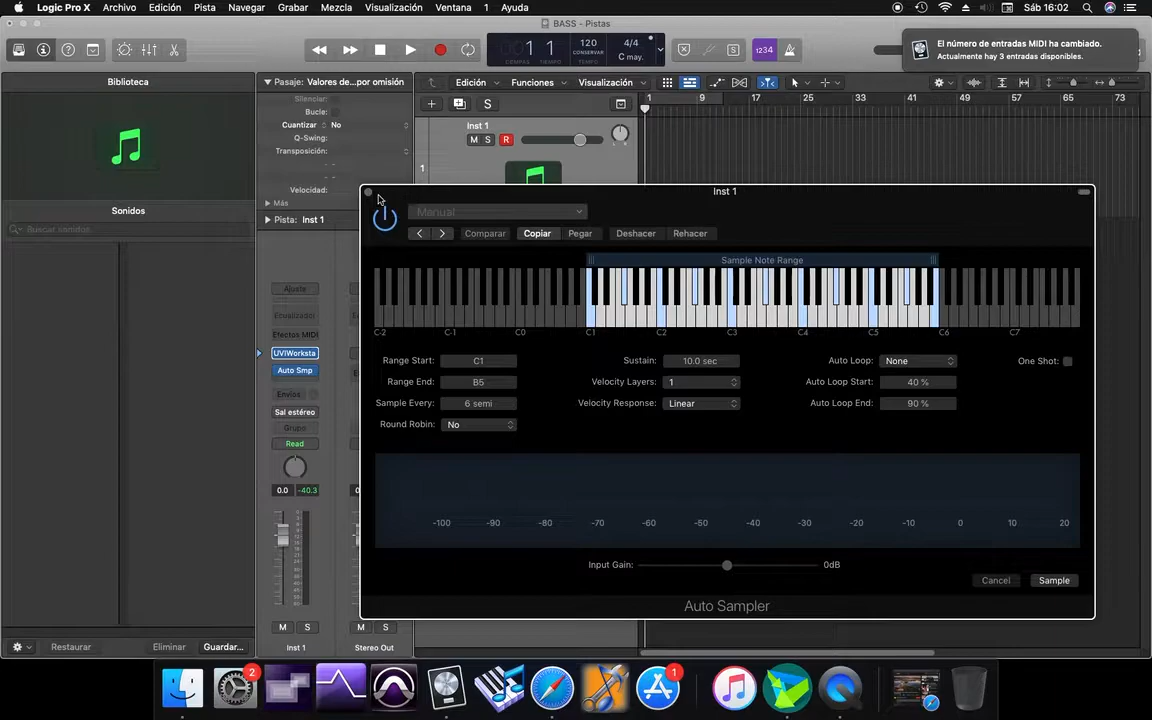 Logic Pro X Archivo Edición Pista Navegar Grabar Mezcla Visualización Ventana 1 Ayuda Sáb 16:02
BASS - Pistas
1 1 120 CONSERVAR TEMPO 4/4 C may.
COMPÁS TIEMPO
1234
El número de entradas MIDI ha cambiado.
Actualmente hay 3 entradas disponibles.
Biblioteca
Sonidos
Buscar sonidos
Restaurar Eliminar Guardar...
Pasaje: Valores de...por omisión
Silenciar:
Bucle:
Cuantizar No
Q-Swing:
Transposición:
Velocidad:
Más
Pista: Inst 1
Ajuste
Ecualizador
Efectos MIDI
UVIWorksta
Auto Smp
Envíos
Sal estéreo
Grupo
Read
0.0 -40.3
M S M S
Inst 1 Stereo Out
Edición Funciones Visualización
S
1 9 17 25 33 41 49 57 65 73
Inst 1
M S R
L R
1
Inst 1
Manual
Comparar Copiar Pegar Deshacer Rehacer
Sample Note Range
C-2 C-1 C0 C1 C2 C3 C4 C5 C6 C7
Range Start: C1 Sustain: 10.0 sec Auto Loop: None One Shot:
Range End: B5 Velocity Layers: 1 Auto Loop Start: 40 %
Sample Every: 6 semi Velocity Response: Linear Auto Loop End: 90 %
Round Robin: No
-100 -90 -80 -70 -60 -50 -40 -30 -20 -10 0 10 20
Input Gain: 0dB
Cancel Sample
Auto Sampler
2
1